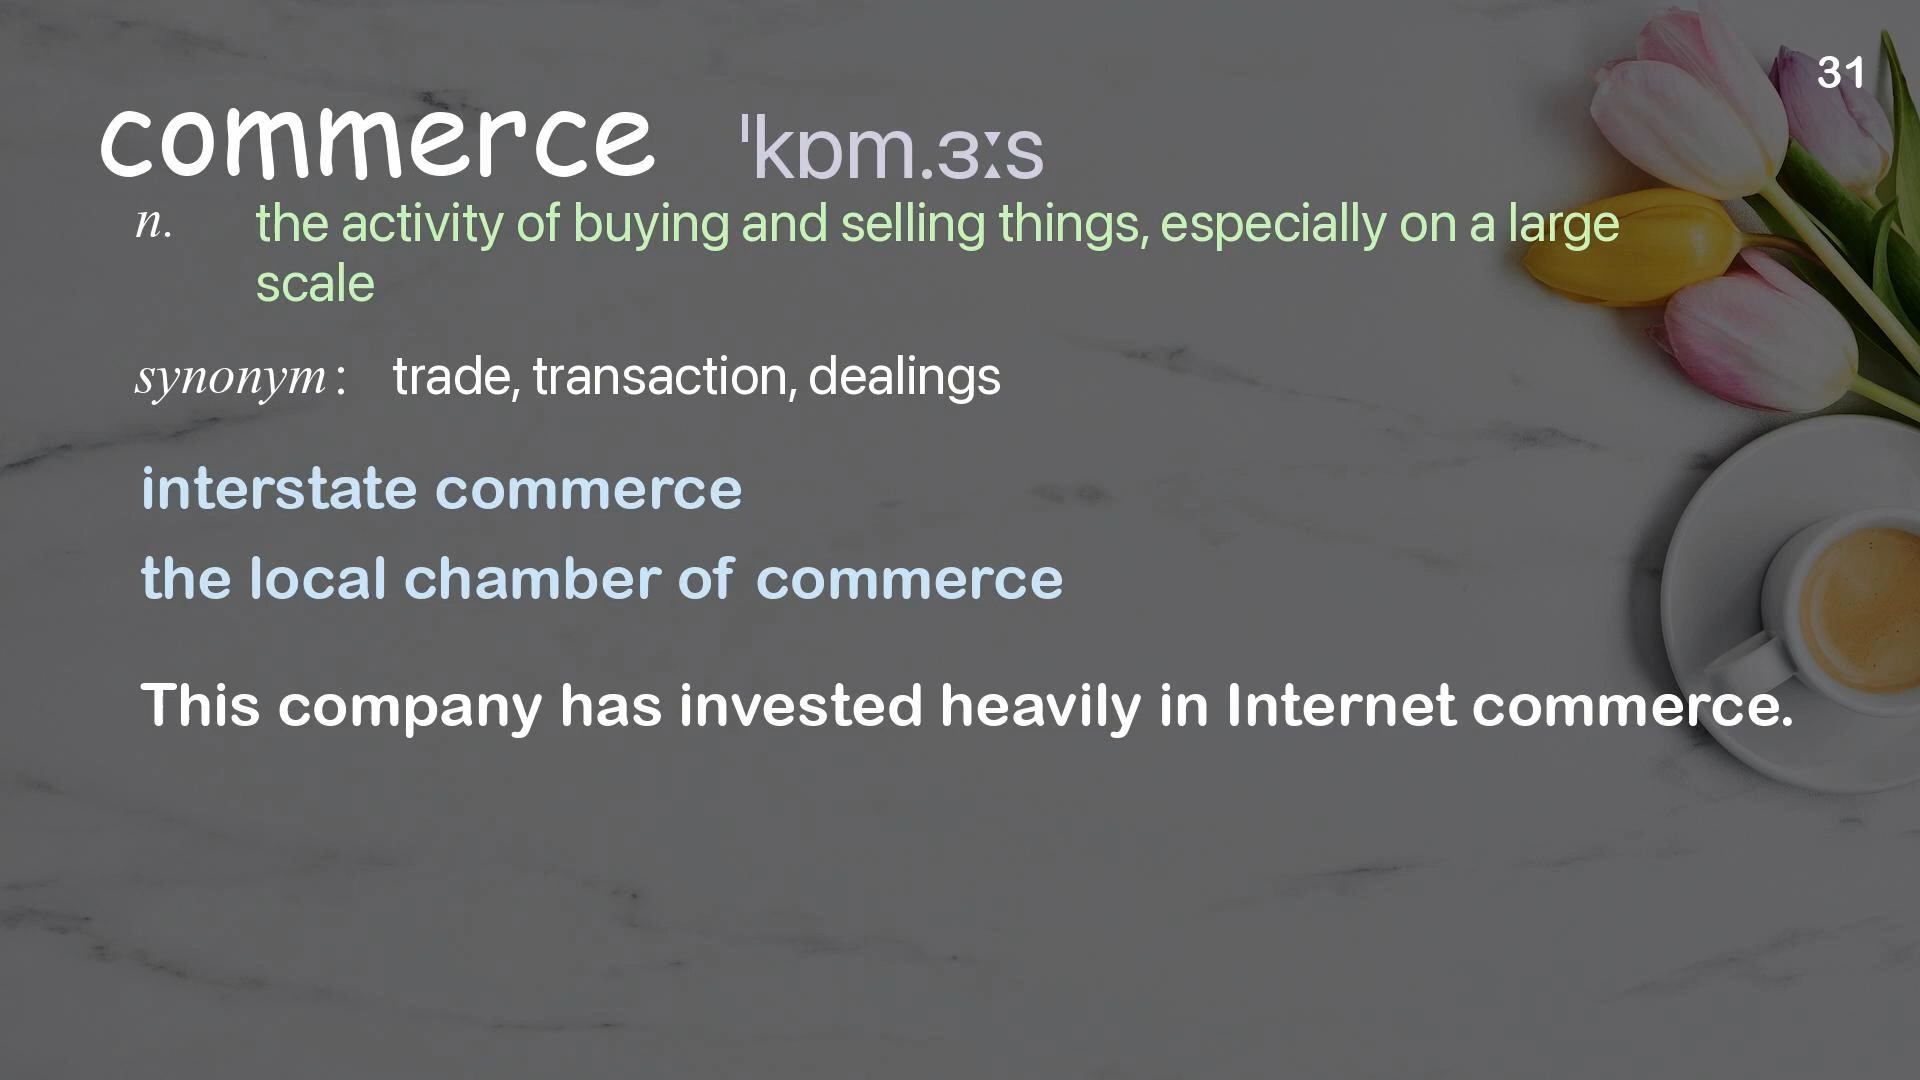 31
commerce ˈkɒm.ɜːs
n. the activity of buying and selling things, especially on a large
scale
synonym: trade, transaction, dealings
interstate commerce
the local chamber of commerce
This company has invested heavily in Internet commerce.